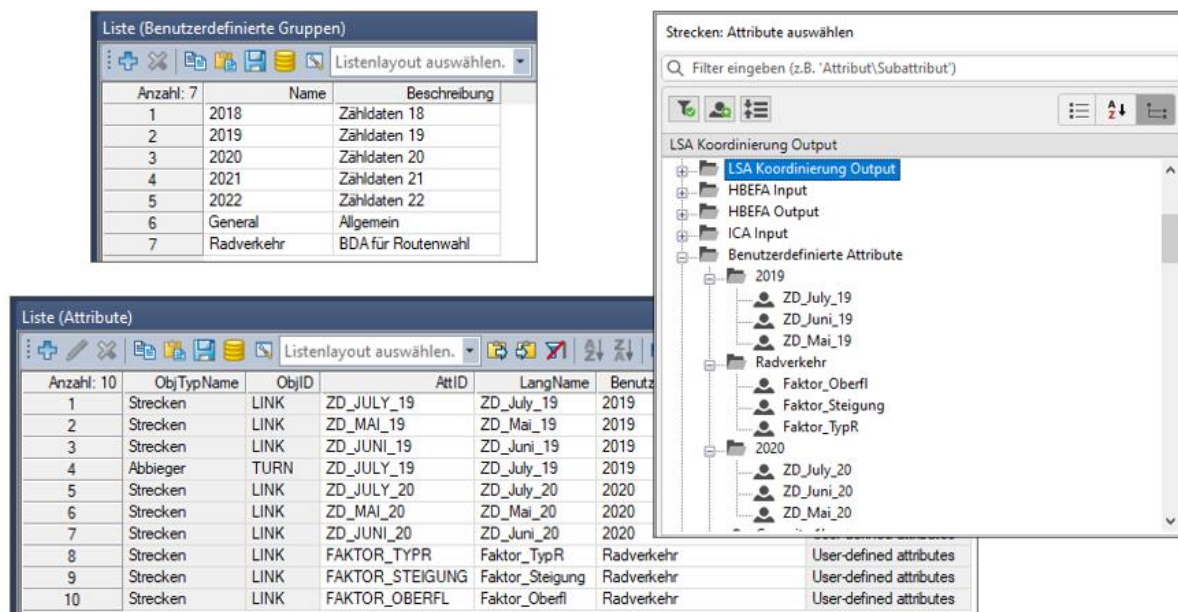 Liste (Benutzerdefinierte Gruppen)
Listenlayout auswählen.
Anzahl: 7 Name Beschreibung
1 2018 Zähldaten 18
2 2019 Zähldaten 19
3 2020 Zähldaten 20
4 2021 Zähldaten 21
5 2022 Zähldaten 22
6 General Allgemein
7 Radverkehr BDA für Routenwahl
Strecken: Attribute auswählen
Filter eingeben (z.B. 'Attribut\Subattribut')
LSA Koordinierung Output
LSA Koordinierung Output
HBEFA Input
HBEFA Output
ICA Input
Benutzerdefinierte Attribute
2019
ZD_July_19
ZD_Juni_19
ZD_Mai_19
Radverkehr
Faktor_Oberfl
Faktor_Steigung
Faktor_TypR
2020
ZD_July_20
ZD_Juni_20
ZD_Mai_20
Liste (Attribute)
Listenlayout auswählen.
Anzahl: 10 ObjTypName ObjID AttID LangName Benutz
1 Strecken LINK ZD_JULY_19 ZD_July_19 2019
2 Strecken LINK ZD_MAI_19 ZD_Mai_19 2019
3 Strecken LINK ZD_JUNI_19 ZD_Juni_19 2019
4 Abbieger TURN ZD_JULY_19 ZD_July_19 2019
5 Strecken LINK ZD_JULY_20 ZD_July_20 2020
6 Strecken LINK ZD_MAI_20 ZD_Mai_20 2020
7 Strecken LINK ZD_JUNI_20 ZD_Juni_20 2020
8 Strecken LINK FAKTOR_TYPR Faktor_TypR Radverkehr User-defined attributes
9 Strecken LINK FAKTOR_STEIGUNG Faktor_Steigung Radverkehr User-defined attributes
10 Strecken LINK FAKTOR_OBERFL Faktor_Oberfl Radverkehr User-defined attributes